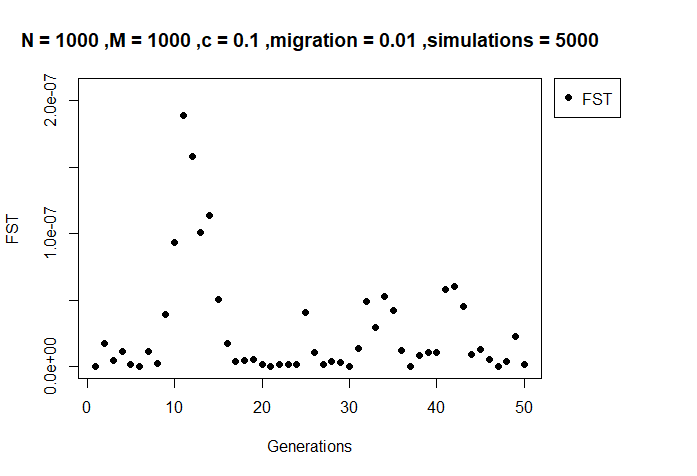 N = 1000 ,M = 1000 ,c = 0.1 ,migration = 0.01 ,simulations = 5000
FST
2.0e-07
1.0e-07
0.0e+00
FST
0 10 20 30 40 50
Generations